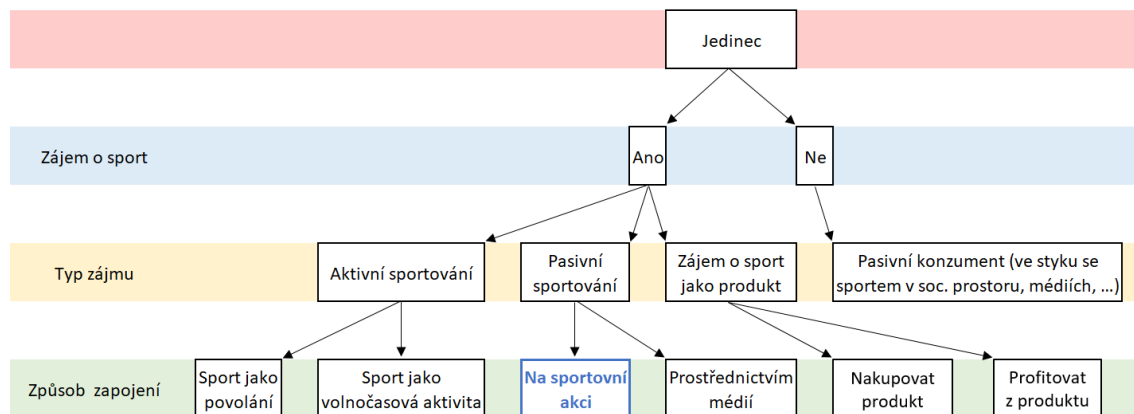 Jedinec
Zájem o sport
Ano
Ne
Typ zájmu
Aktivní sportování
Pasivní
sportování
Zájem o sport
jako produkt
Pasivní konzument (ve styku se
sportem v soc. prostoru, médiích, ...)
Způsob zapojení
Sport jako
povolání
Sport jako
volnočasová aktivita
Na sportovní
akci
Prostřednictvím
médií
Nakupovat
produkt
Profitovat
z produktu